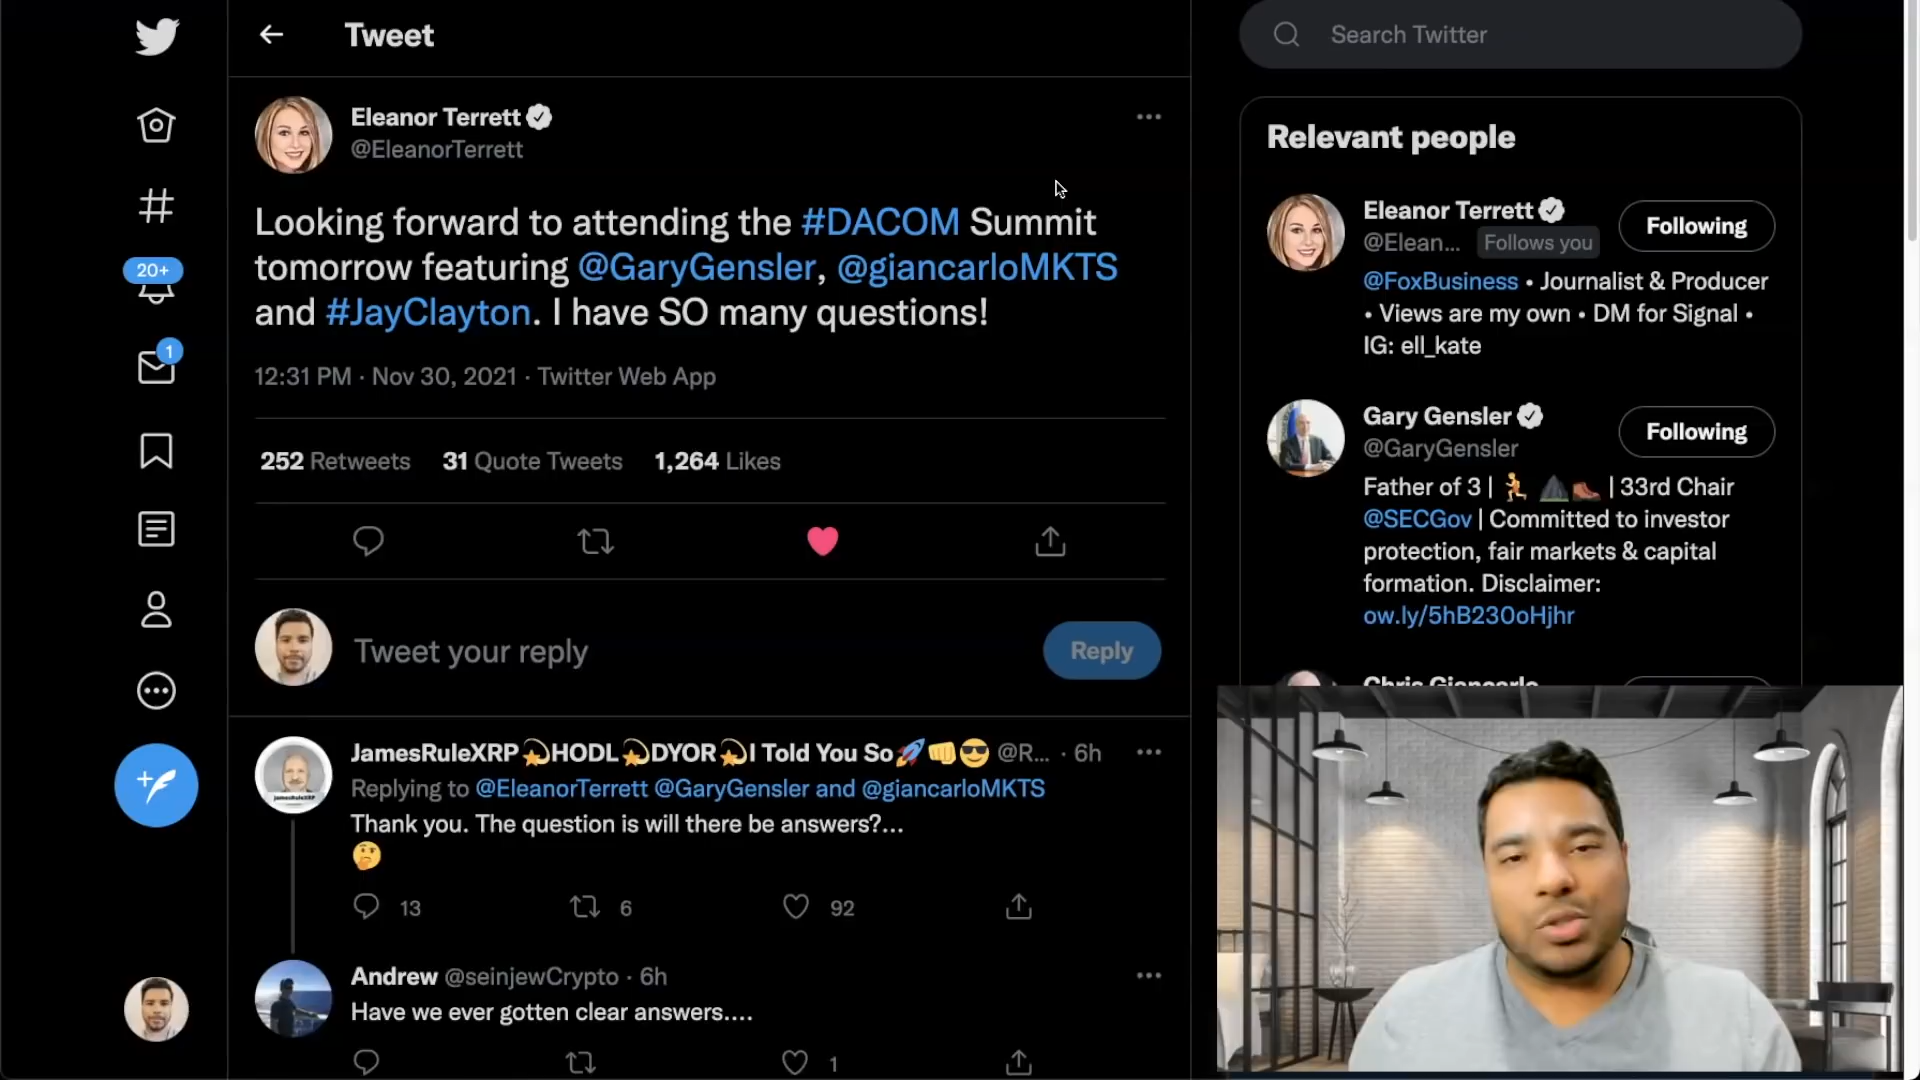 Tweet
Search Twitter
Eleanor Terrett
@EleanorTerrett
Looking forward to attending the #DACOM Summit
tomorrow featuring @GaryGensler, @giancarloMKTS
and #JayClayton. I have SO many questions!
12:31 PM · Nov 30, 2021 · Twitter Web App
252 Retweets 31 Quote Tweets 1,264 Likes
Tweet your reply
Reply
JamesRuleXRP💫HODL💫DYOR💫I Told You So🚀👊😎 @R... · 6h
Replying to @EleanorTerrett @GaryGensler and @giancarloMKTS
Thank you. The question is will there be answers?...
🤔
13 6 92
Andrew @seinjewCrypto · 6h
Have we ever gotten clear answers....
1
20+
1
Relevant people
Eleanor Terrett
Following
@Elean... Follows you
@FoxBusiness • Journalist & Producer
• Views are my own • DM for Signal •
IG: ell_kate
Gary Gensler
Following
@GaryGensler
Father of 3 | 🏃 ⛰️🥾 | 33rd Chair
@SECGov | Committed to investor
protection, fair markets & capital
formation. Disclaimer:
ow.ly/5hB230oHjhr
Chris Giancarlo